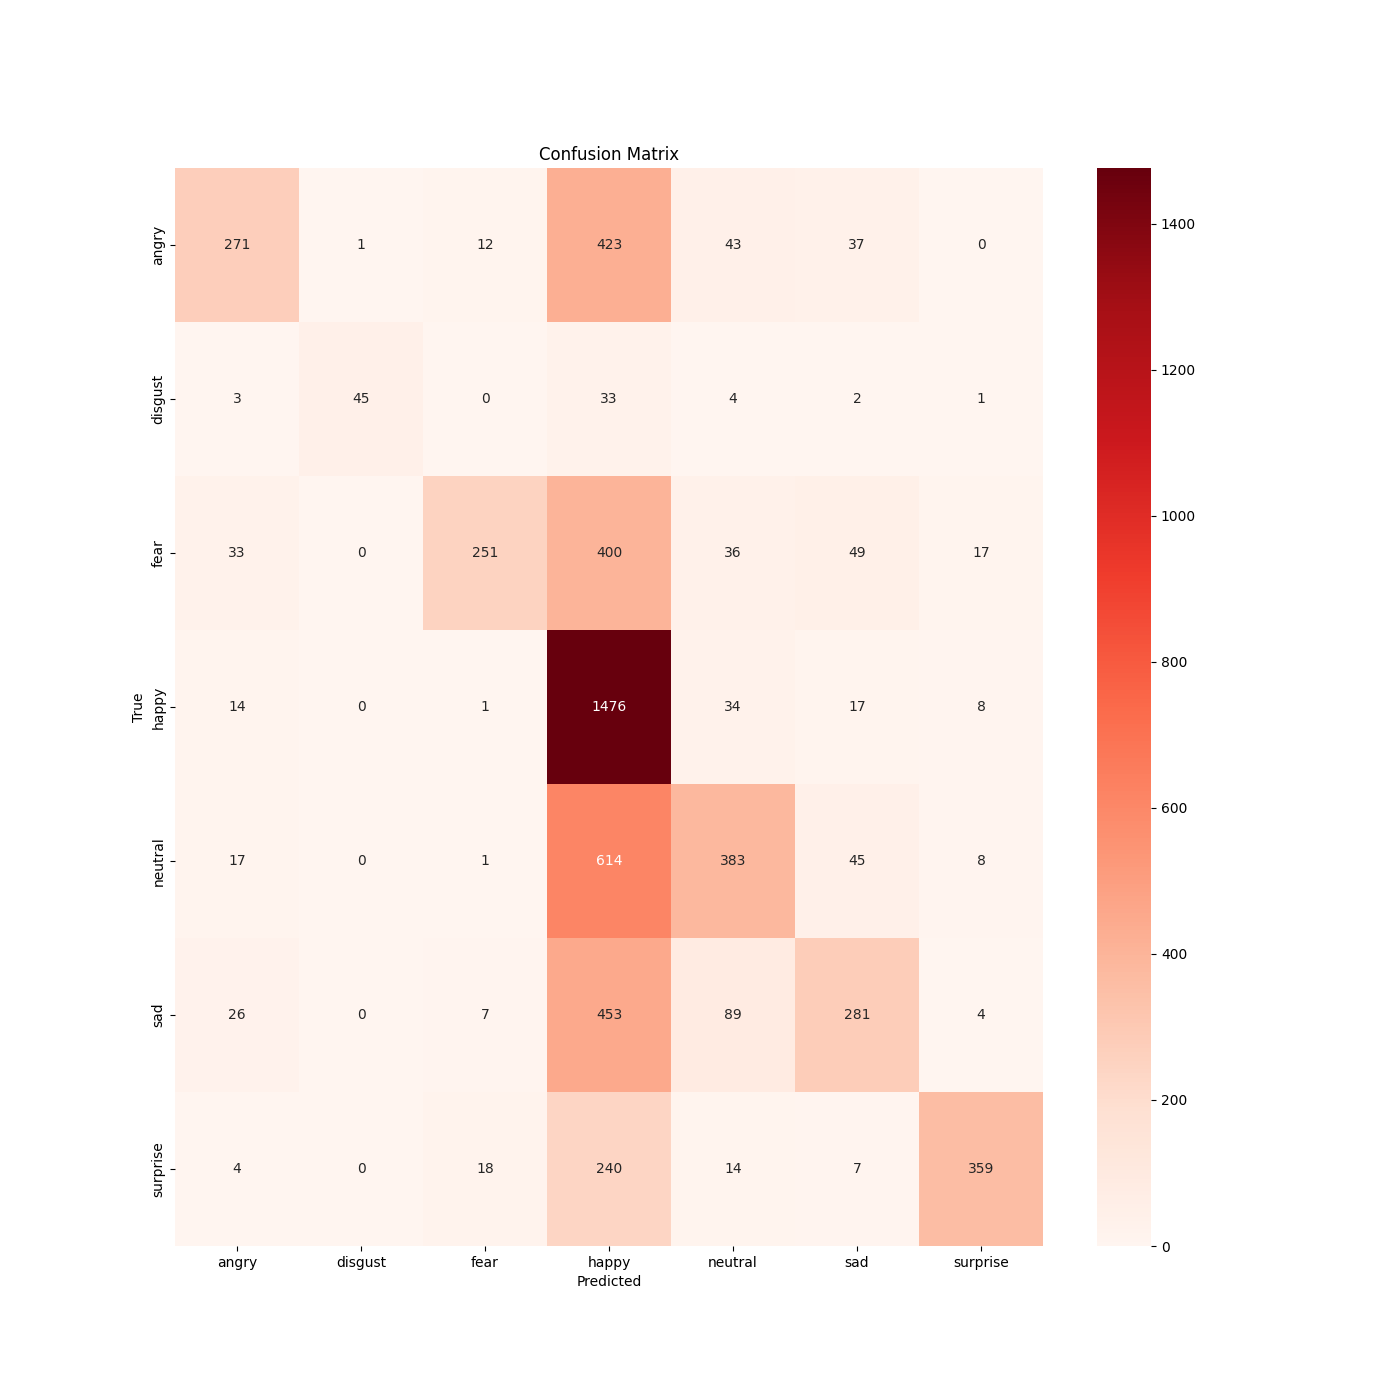 Confusion Matrix
angry 271 1 12 423 43 37 0
disgust 3 45 0 33 4 2 1
fear 33 0 251 400 36 49 17
True
happy 14 0 1 1476 34 17 8
neutral 17 0 1 614 383 45 8
sad 26 0 7 453 89 281 4
surprise 4 0 18 240 14 7 359
angry disgust fear happy neutral sad surprise
Predicted
1400
1200
1000
800
600
400
200
0